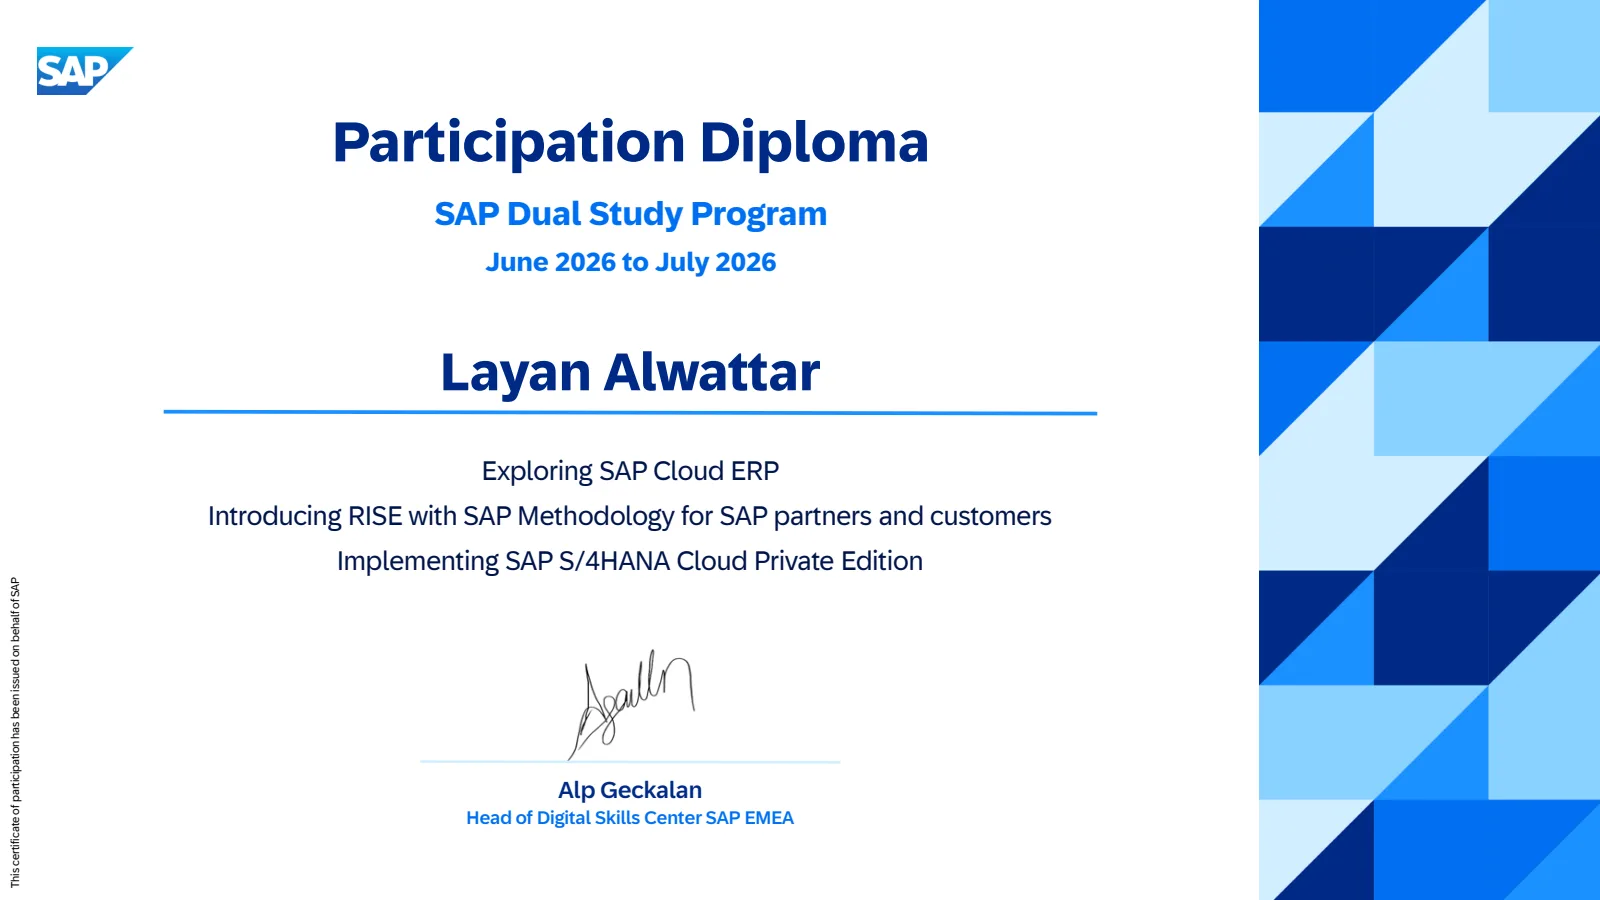 SAP
Participation Diploma
SAP Dual Study Program
June 2026 to July 2026
Layan Alwattar
Exploring SAP Cloud ERP
Introducing RISE with SAP Methodology for SAP partners and customers
Implementing SAP S/4HANA Cloud Private Edition
Alp Geckalan
Head of Digital Skills Center SAP EMEA
This certificate of participation has been issued on behalf of SAP